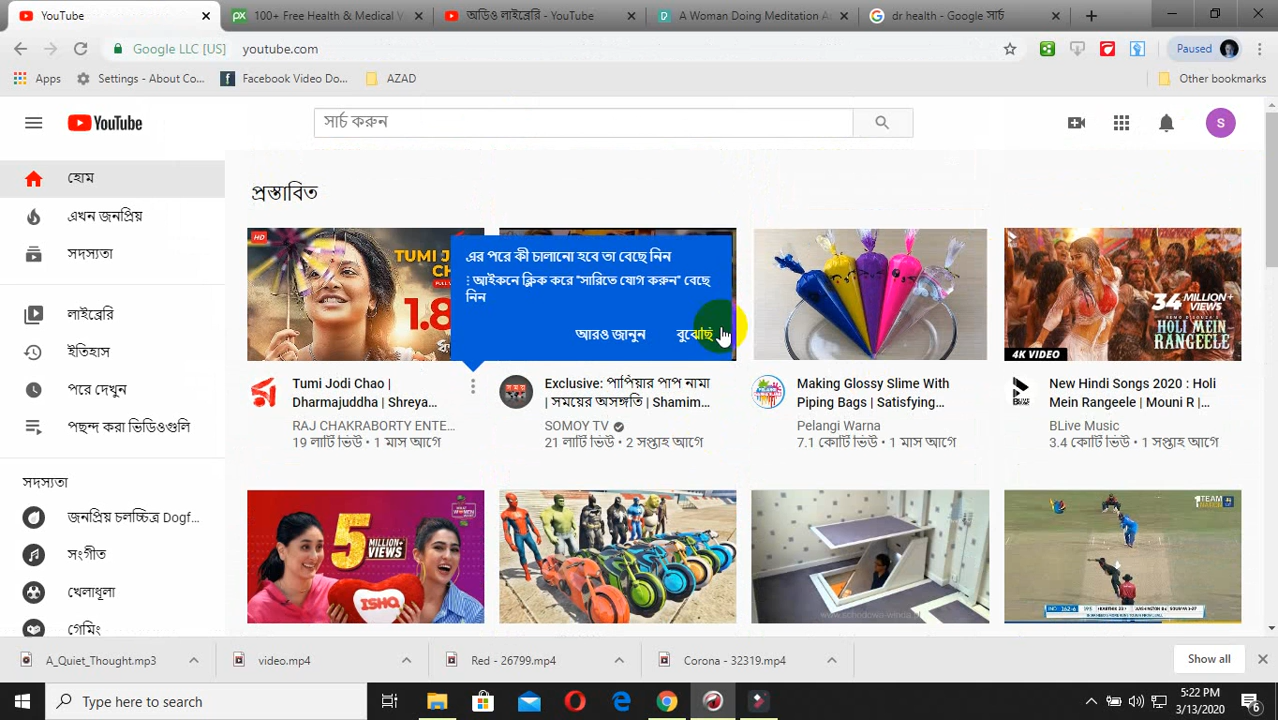 YouTube
100+ Free Health & Medical V
অডিও লাইব্রেরি - YouTube
A Woman Doing Meditation A
dr health - Google সার্চ
Google LLC [US]
youtube.com
Paused
Apps
Settings - About Co...
Facebook Video Do...
AZAD
Other bookmarks
YouTube
সার্চ করুন
S
হোম
এখন জনপ্রিয়
সদস্যতা
লাইব্রেরি
ইতিহাস
পরে দেখুন
পছন্দ করা ভিডিওগুলি
সদস্যতা
জনপ্রিয় চলচ্চিত্র Dogf...
সংগীত
খেলাধূলা
গেমিং
প্রস্তাবিত
HD
TUMI JODI
1.8
এর পরে কী চালানো হবে তা বেছে নিন
⋮ আইকনে ক্লিক করে "সারিতে যোগ করুন" বেছে
নিন
আরও জানুন
বুঝেছি
34 MILLION+
VIEWS
HOLI MEIN
RANGEELE
4K VIDEO
Tumi Jodi Chao |
Dharmajuddha | Shreya...
RAJ CHAKRABORTY ENTE...
19 লাটি ভিউ • 1 মাস আগে
Exclusive: পাপিয়ার পাপ নামা
| সময়ের অসঙ্গতি | Shamim...
SOMOY TV
21 লাটি ভিউ • 2 সপ্তাহ আগে
Making Glossy Slime With
Piping Bags | Satisfying...
Pelangi Warna
7.1 কোটি ভিউ • 1 মাস আগে
New Hindi Songs 2020 : Holi
Mein Rangeele | Mouni R |...
BLive Music
3.4 কোটি ভিউ • 1 সপ্তাহ আগে
5 MILLION+
VIEWS
ISHQ
A_Quiet_Thought.mp3
video.mp4
Red - 26799.mp4
Corona - 32319.mp4
Show all
Type here to search
5:22 PM
3/13/2020
6